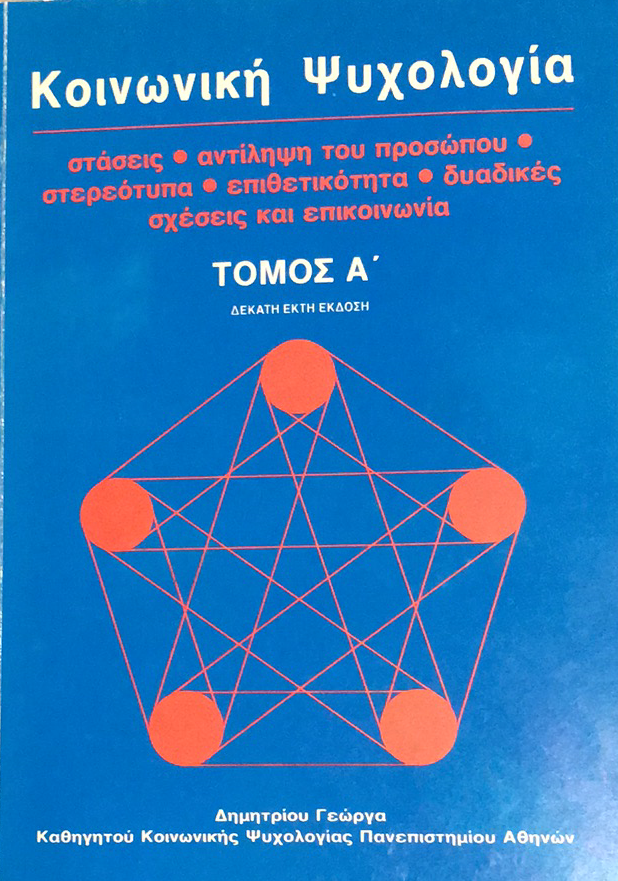 Κοινωνική Ψυχολογία
στάσεις • αντίληψη του προσώπου •
στερεότυπα • επιθετικότητα • δυαδικές
σχέσεις και επικοινωνία
ΤΟΜΟΣ Α΄
ΔΕΚΑΤΗ ΕΚΤΗ ΕΚΔΟΣΗ
Δημητρίου Γεώργα
Καθηγητού Κοινωνικής Ψυχολογίας Πανεπιστημίου Αθηνών